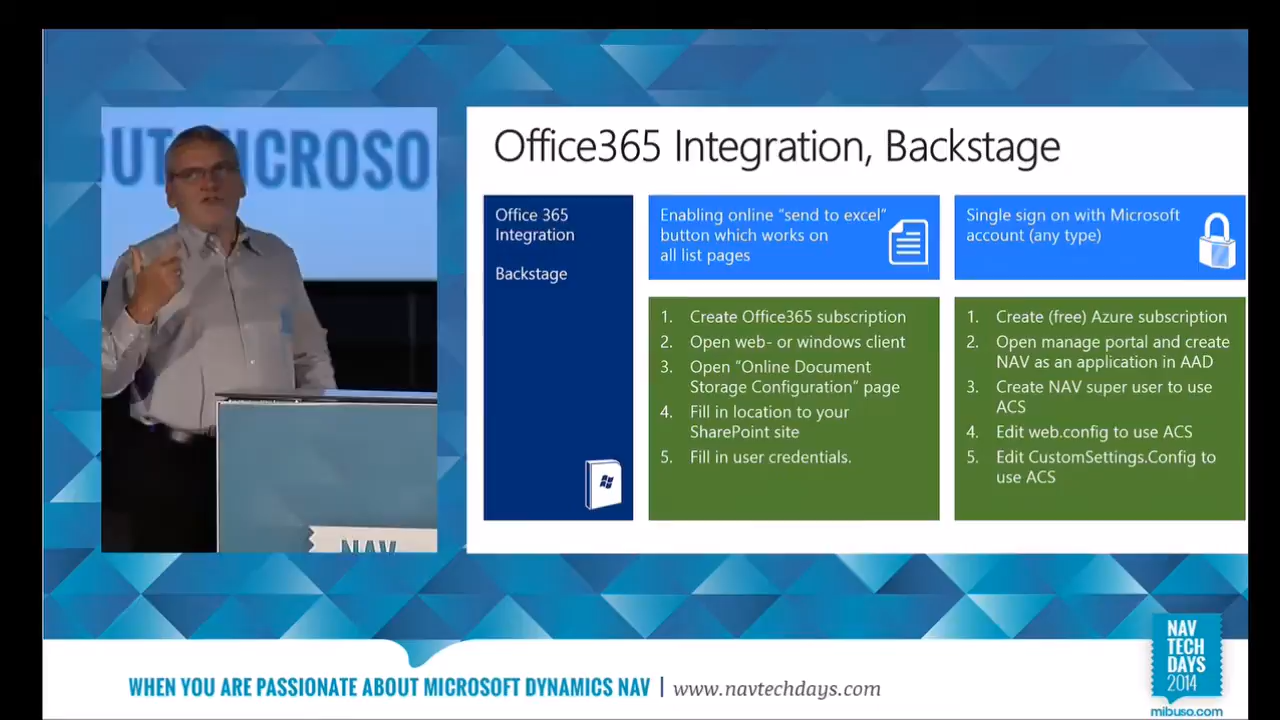 OUT MICROSO
NAV
Office365 Integration, Backstage
Office 365
Integration
Backstage
Enabling online “send to excel”
button which works on
all list pages
Single sign on with Microsoft
account (any type)
1. Create Office365 subscription
2. Open web- or windows client
3. Open “Online Document
Storage Configuration” page
4. Fill in location to your
SharePoint site
5. Fill in user credentials.
1. Create (free) Azure subscription
2. Open manage portal and create
NAV as an application in AAD
3. Create NAV super user to use
ACS
4. Edit web.config to use ACS
5. Edit CustomSettings.Config to
use ACS
WHEN YOU ARE PASSIONATE ABOUT MICROSOFT DYNAMICS NAV | www.navtechdays.com
NAV
TECH
DAYS
2014
mibuso.com